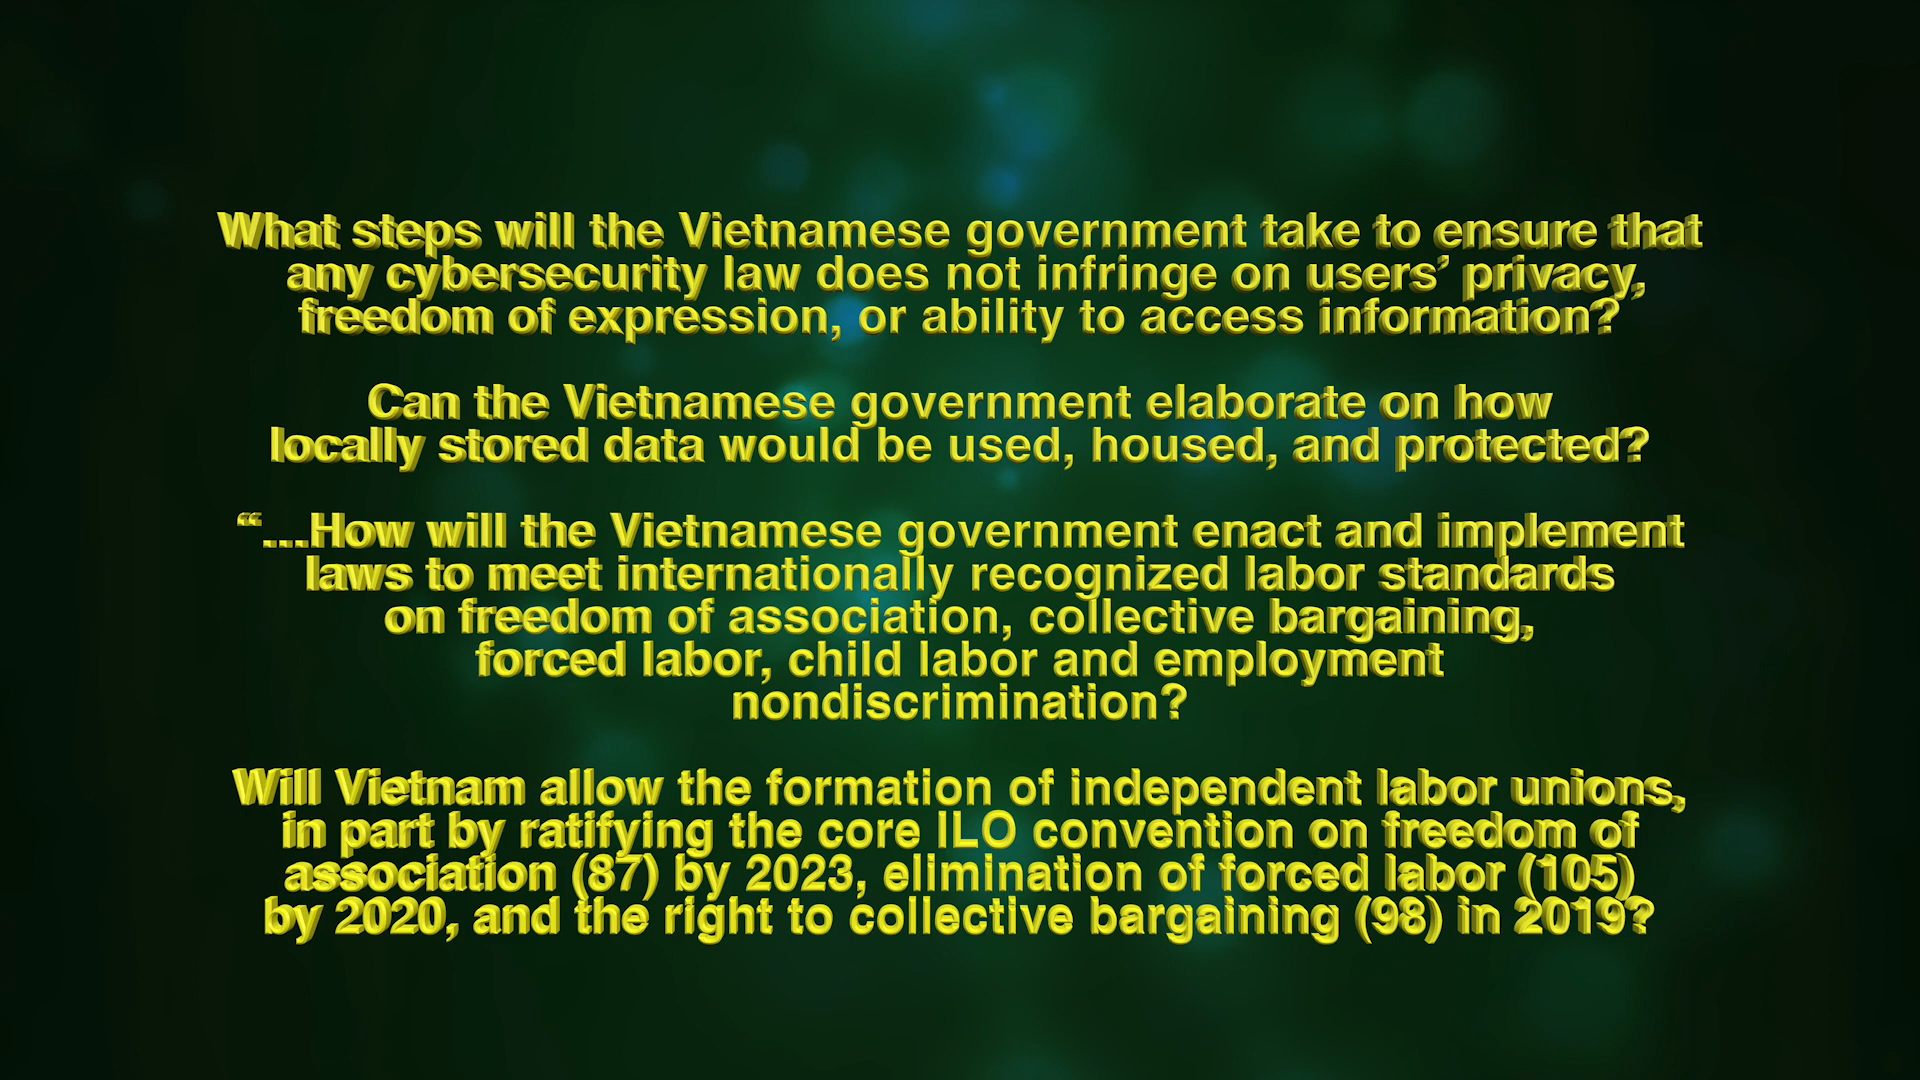 What steps will the Vietnamese government take to ensure that
any cybersecurity law does not infringe on users’ privacy,
freedom of expression, or ability to access information?
Can the Vietnamese government elaborate on how
locally stored data would be used, housed, and protected?
“...How will the Vietnamese government enact and implement
laws to meet internationally recognized labor standards
on freedom of association, collective bargaining,
forced labor, child labor and employment
nondiscrimination?
Will Vietnam allow the formation of independent labor unions,
in part by ratifying the core ILO convention on freedom of
association (87) by 2023, elimination of forced labor (105)
by 2020, and the right to collective bargaining (98) in 2019?